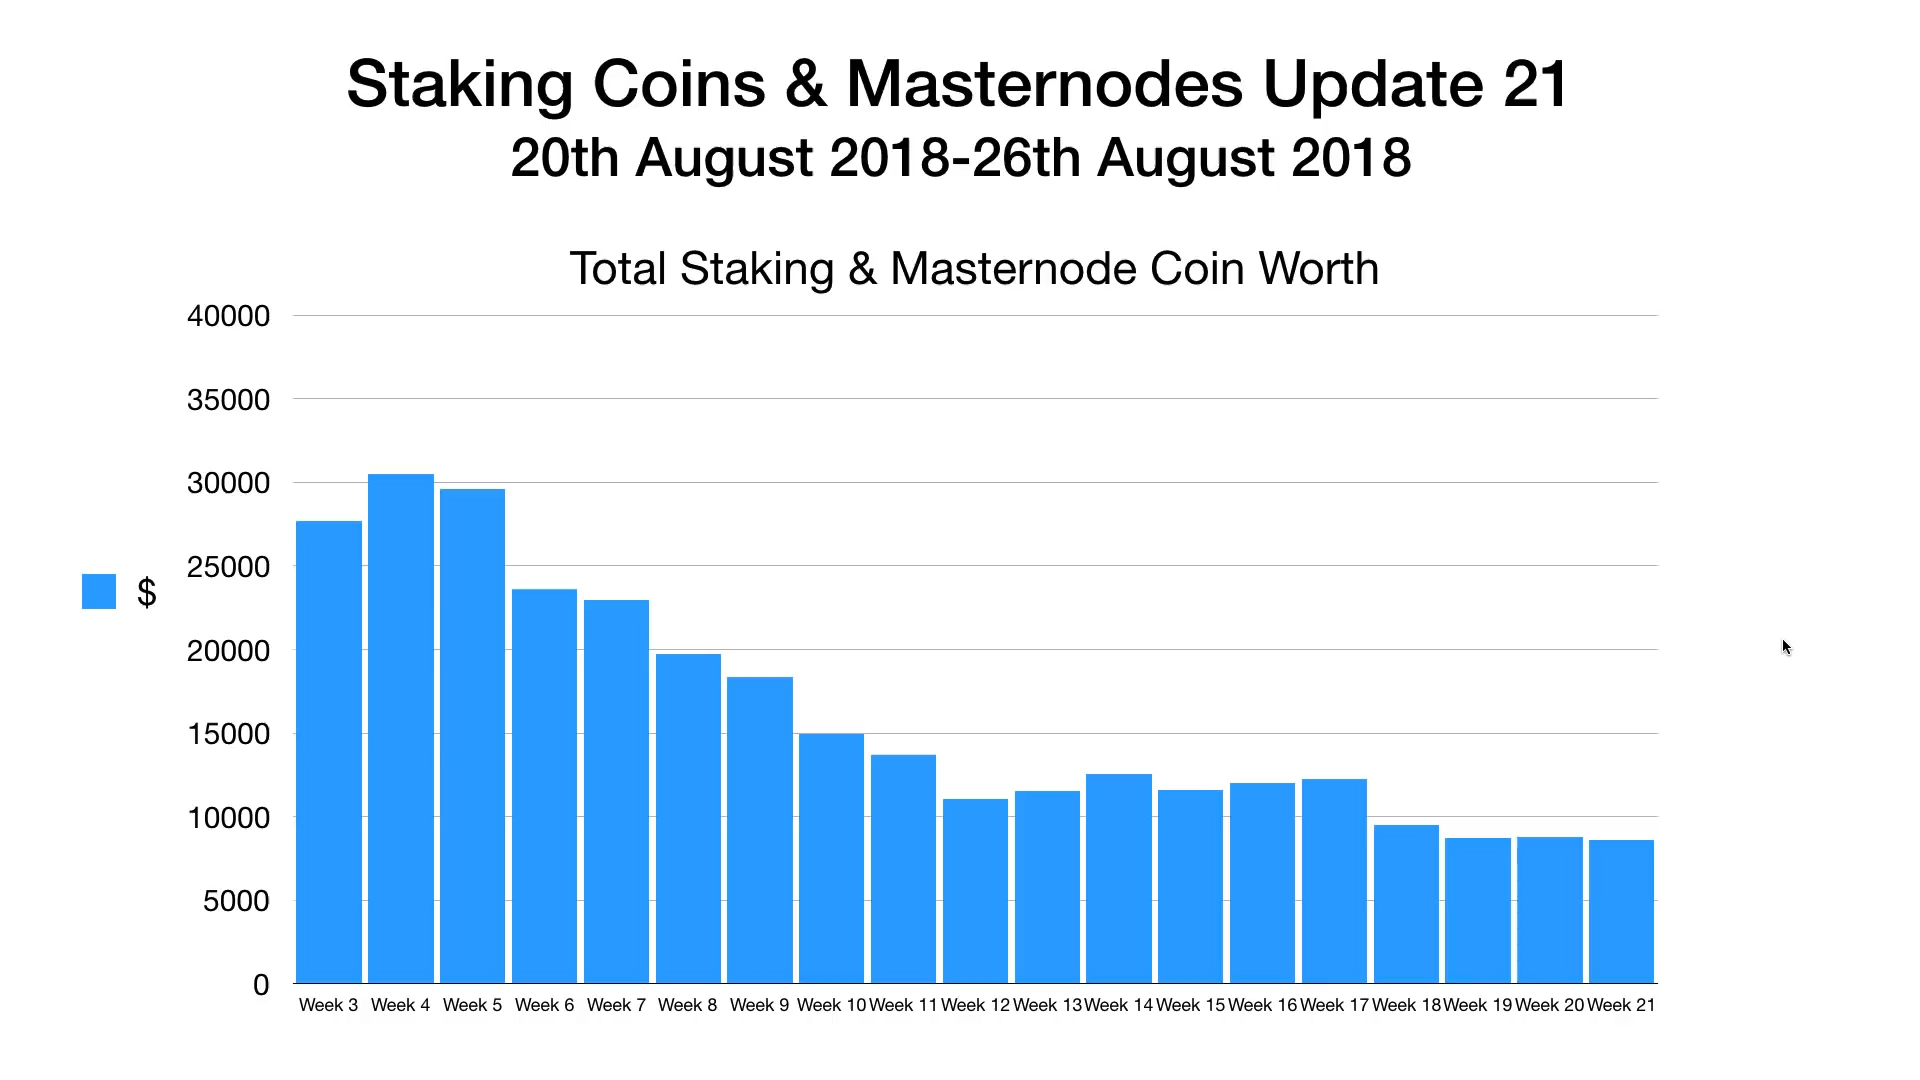 Staking Coins & Masternodes Update 21
20th August 2018-26th August 2018
Total Staking & Masternode Coin Worth
40000
35000
30000
25000
$
20000
15000
10000
5000
0
Week 3 Week 4 Week 5 Week 6 Week 7 Week 8 Week 9 Week 10 Week 11 Week 12 Week 13 Week 14 Week 15 Week 16 Week 17 Week 18 Week 19 Week 20 Week 21